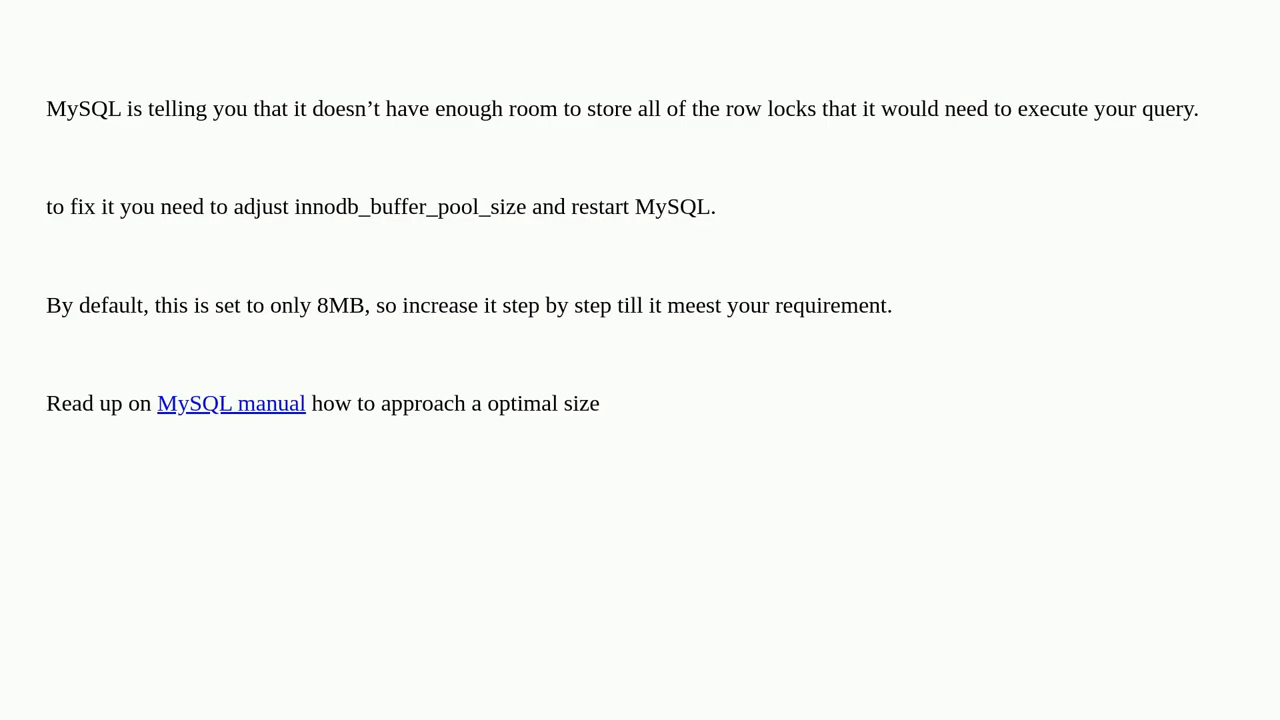 MySQL is telling you that it doesn’t have enough room to store all of the row locks that it would need to execute your query.
to fix it you need to adjust innodb_buffer_pool_size and restart MySQL.
By default, this is set to only 8MB, so increase it step by step till it meest your requirement.
Read up on MySQL manual how to approach a optimal size